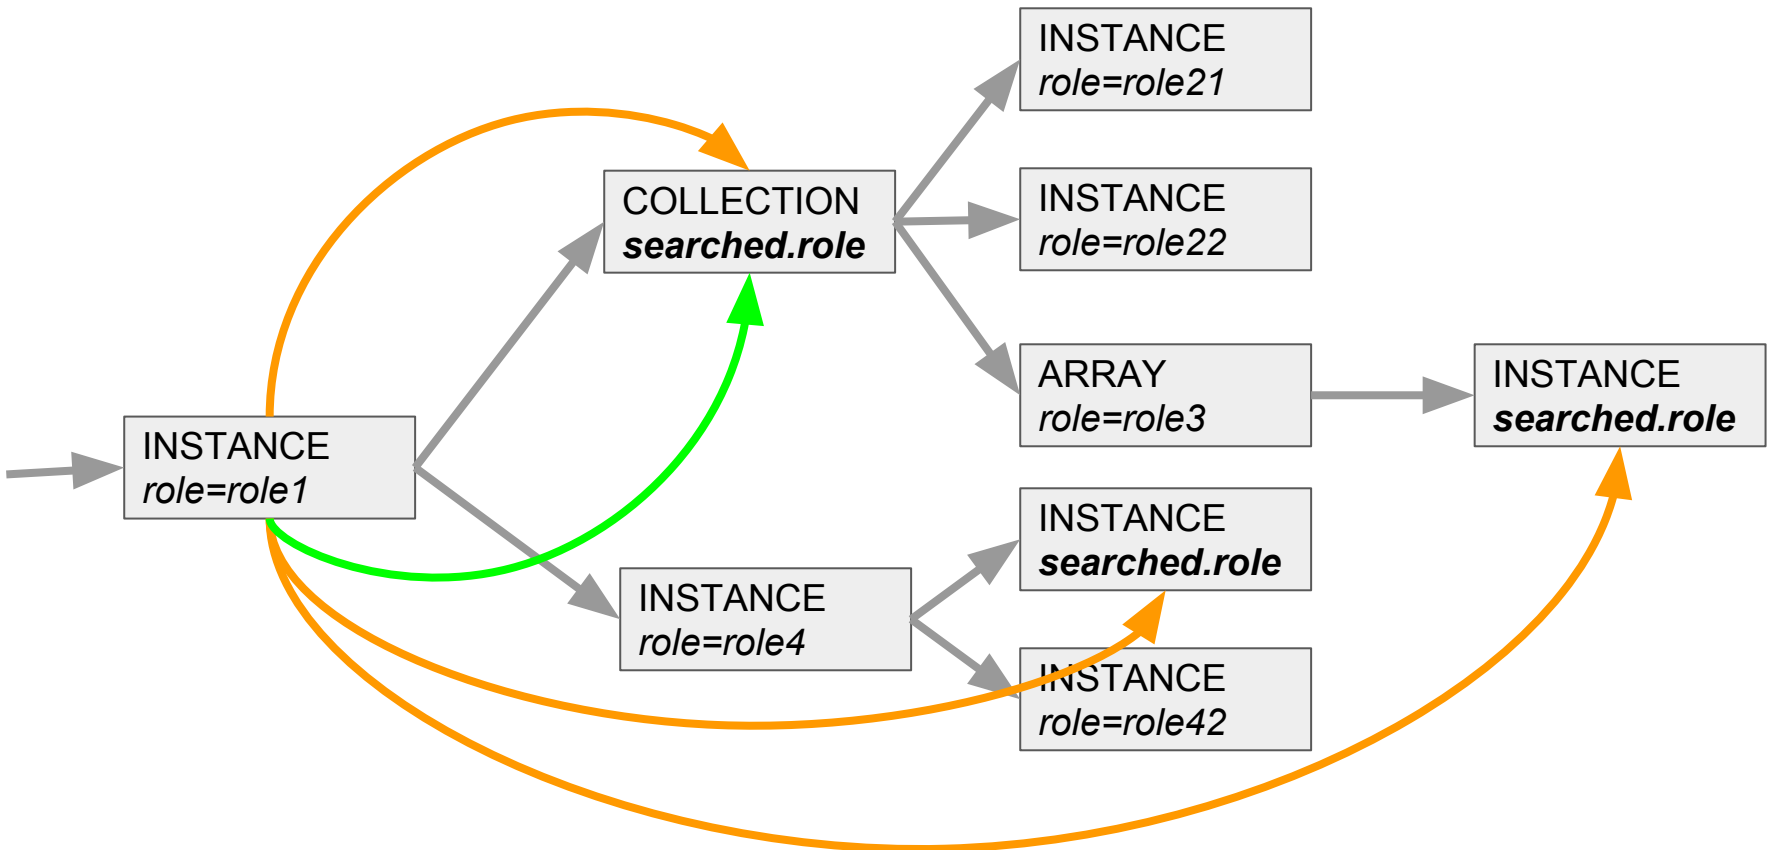 INSTANCE
role=role21
COLLECTION
searched.role
INSTANCE
role=role22
ARRAY
role=role3
INSTANCE
searched.role
INSTANCE
role=role1
INSTANCE
searched.role
INSTANCE
role=role4
INSTANCE
role=role42